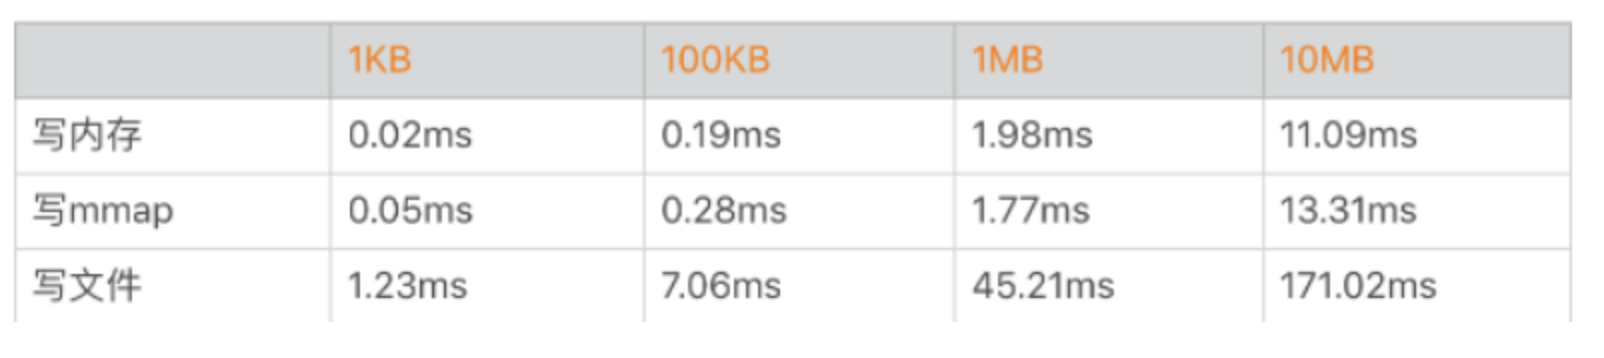 1KB 100KB 1MB 10MB
写内存 0.02ms 0.19ms 1.98ms 11.09ms
写mmap 0.05ms 0.28ms 1.77ms 13.31ms
写文件 1.23ms 7.06ms 45.21ms 171.02ms